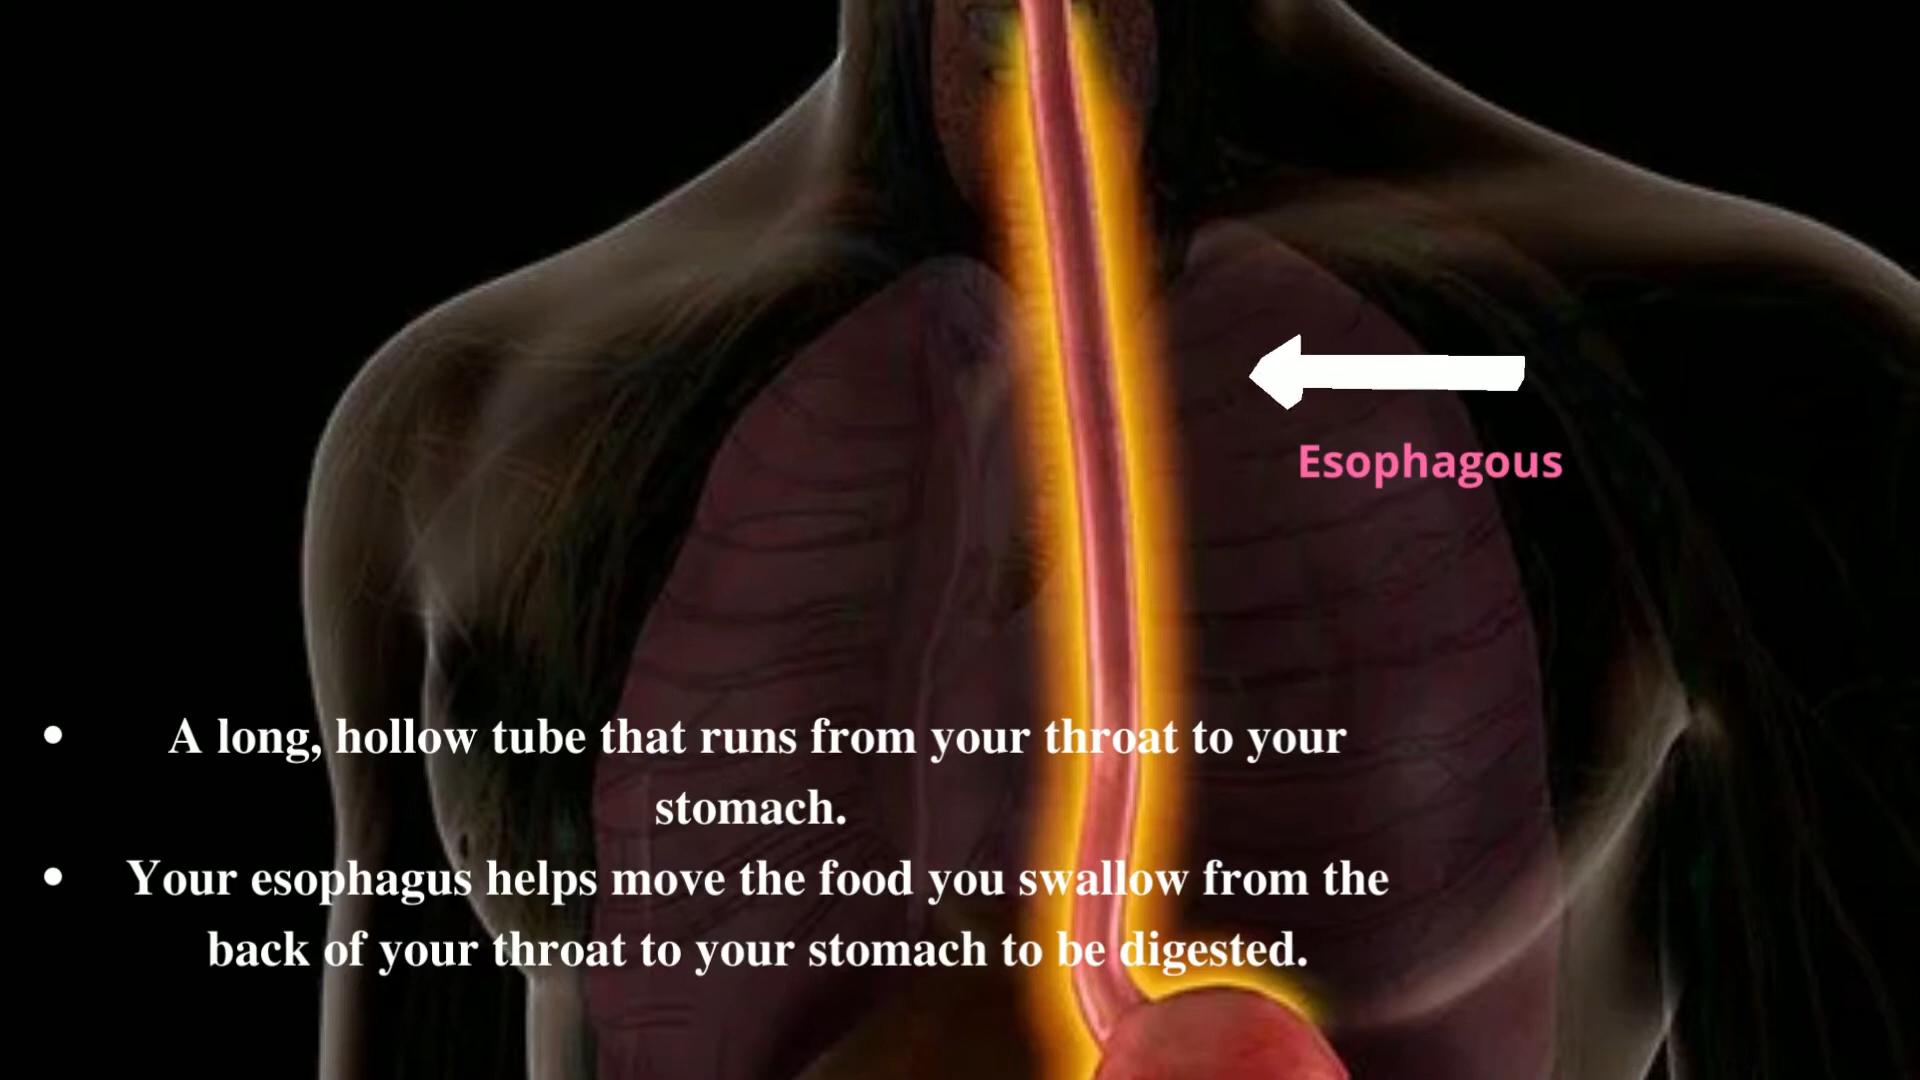 Esophagous
• A long, hollow tube that runs from your throat to your
stomach.
• Your esophagus helps move the food you swallow from the
back of your throat to your stomach to be digested.